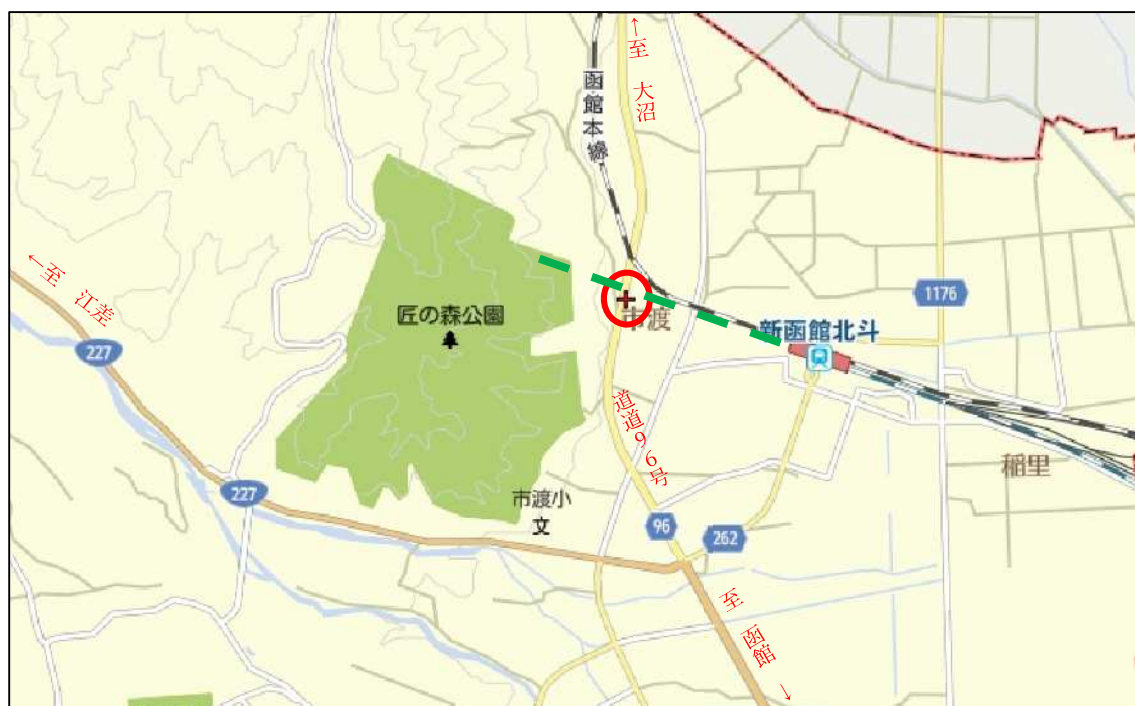 ←至 大沼
函館本線
←至 江差
匠の森公園
市渡
新函館北斗
1176
227
道道96号
稲里
227
市渡小
文
96
262
至 函館 →